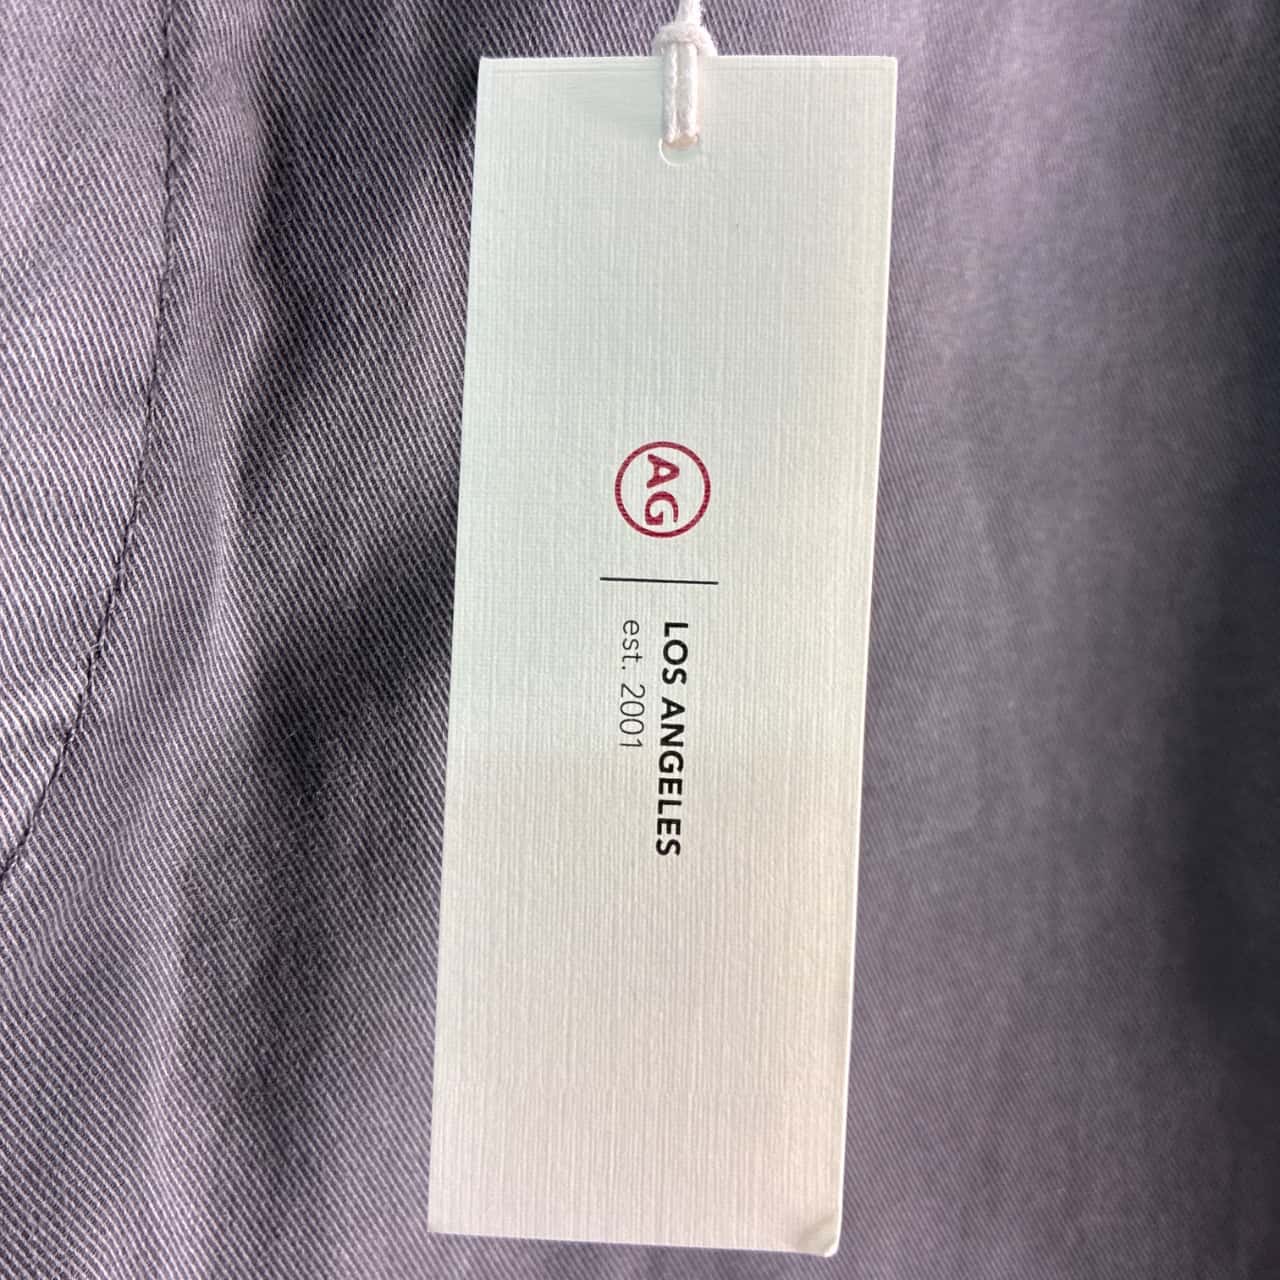 AG
LOS ANGELES
est. 2001